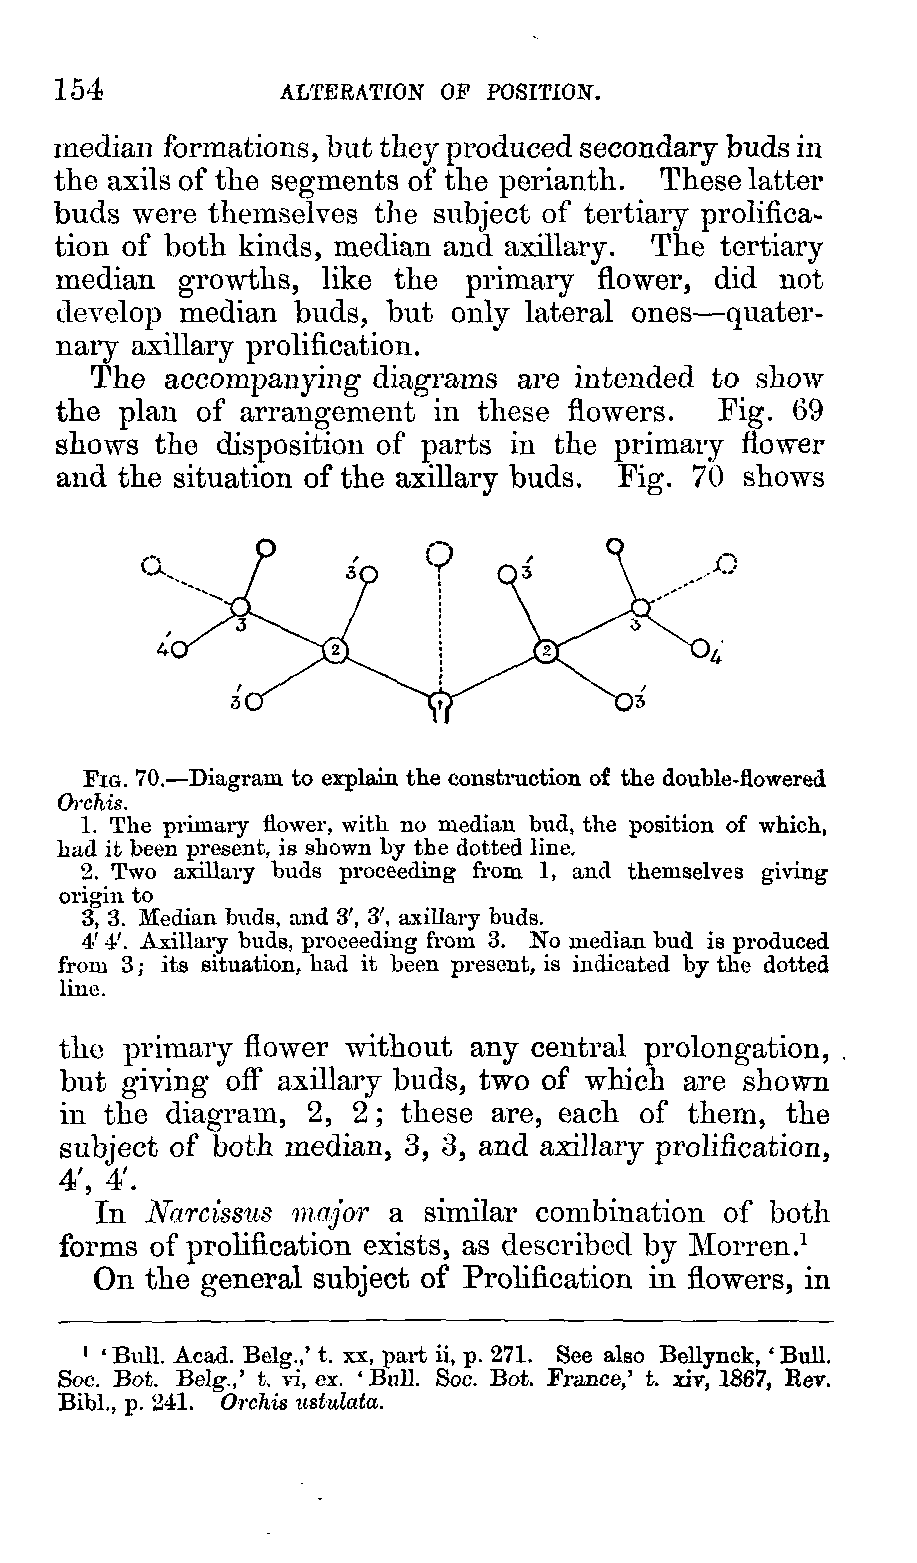 154 ALTERATION OF POSITION.
median formations, but they produced secondary buds in
the axils of the segments of the perianth. These latter
buds were themselves the subject of tertiary prolifica-
tion of both kinds, median and axillary. The tertiary
median growths, like the primary flower, did not
develop median buds, but only lateral ones—quater-
nary axillary prolification.
The accompanying diagrams are intended to show
the plan of arrangement in these flowers. Fig. 69
shows the disposition of parts in the primary flower
and the situation of the axillary buds. Fig. 70 shows
3′ 3′
3 3
4′ 2 2 4′
3′ 1 3′
FIG. 70.—Diagram to explain the construction of the double-flowered
Orchis.
1. The primary flower, with no median bud, the position of which,
had it been present, is shown by the dotted line.
2. Two axillary buds proceeding from 1, and themselves giving
origin to
3, 3. Median buds, and 3′, 3′, axillary buds.
4′ 4′. Axillary buds, proceeding from 3. No median bud is produced
from 3; its situation, had it been present, is indicated by the dotted
line.
the primary flower without any central prolongation,
but giving off axillary buds, two of which are shown
in the diagram, 2, 2; these are, each of them, the
subject of both median, 3, 3, and axillary prolification,
4′, 4′.
In Narcissus major a similar combination of both
forms of prolification exists, as described by Morren.¹
On the general subject of Prolification in flowers, in
¹ ‘Bull. Acad. Belg.,’ t. xx, part ii, p. 271. See also Bellynck, ‘Bull.
Soc. Bot. Belg.,’ t. vi, ex. ‘Bull. Soc. Bot. France,’ t. xiv, 1867, Rev.
Bibl., p. 241. Orchis ustulata.